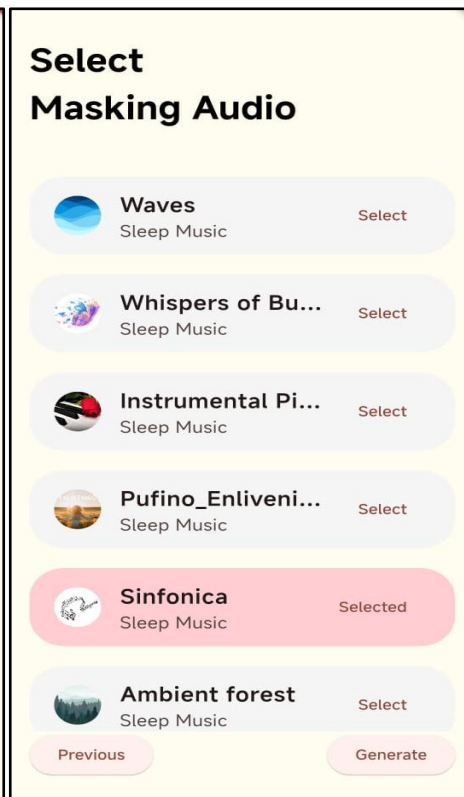 Select
Masking Audio
Waves
Sleep Music
Select
Whispers of Bu...
Sleep Music
Select
Instrumental Pi...
Sleep Music
Select
Pufino_Enliveni...
Sleep Music
Select
Sinfonica
Sleep Music
Selected
Ambient forest
Sleep Music
Select
Previous
Generate